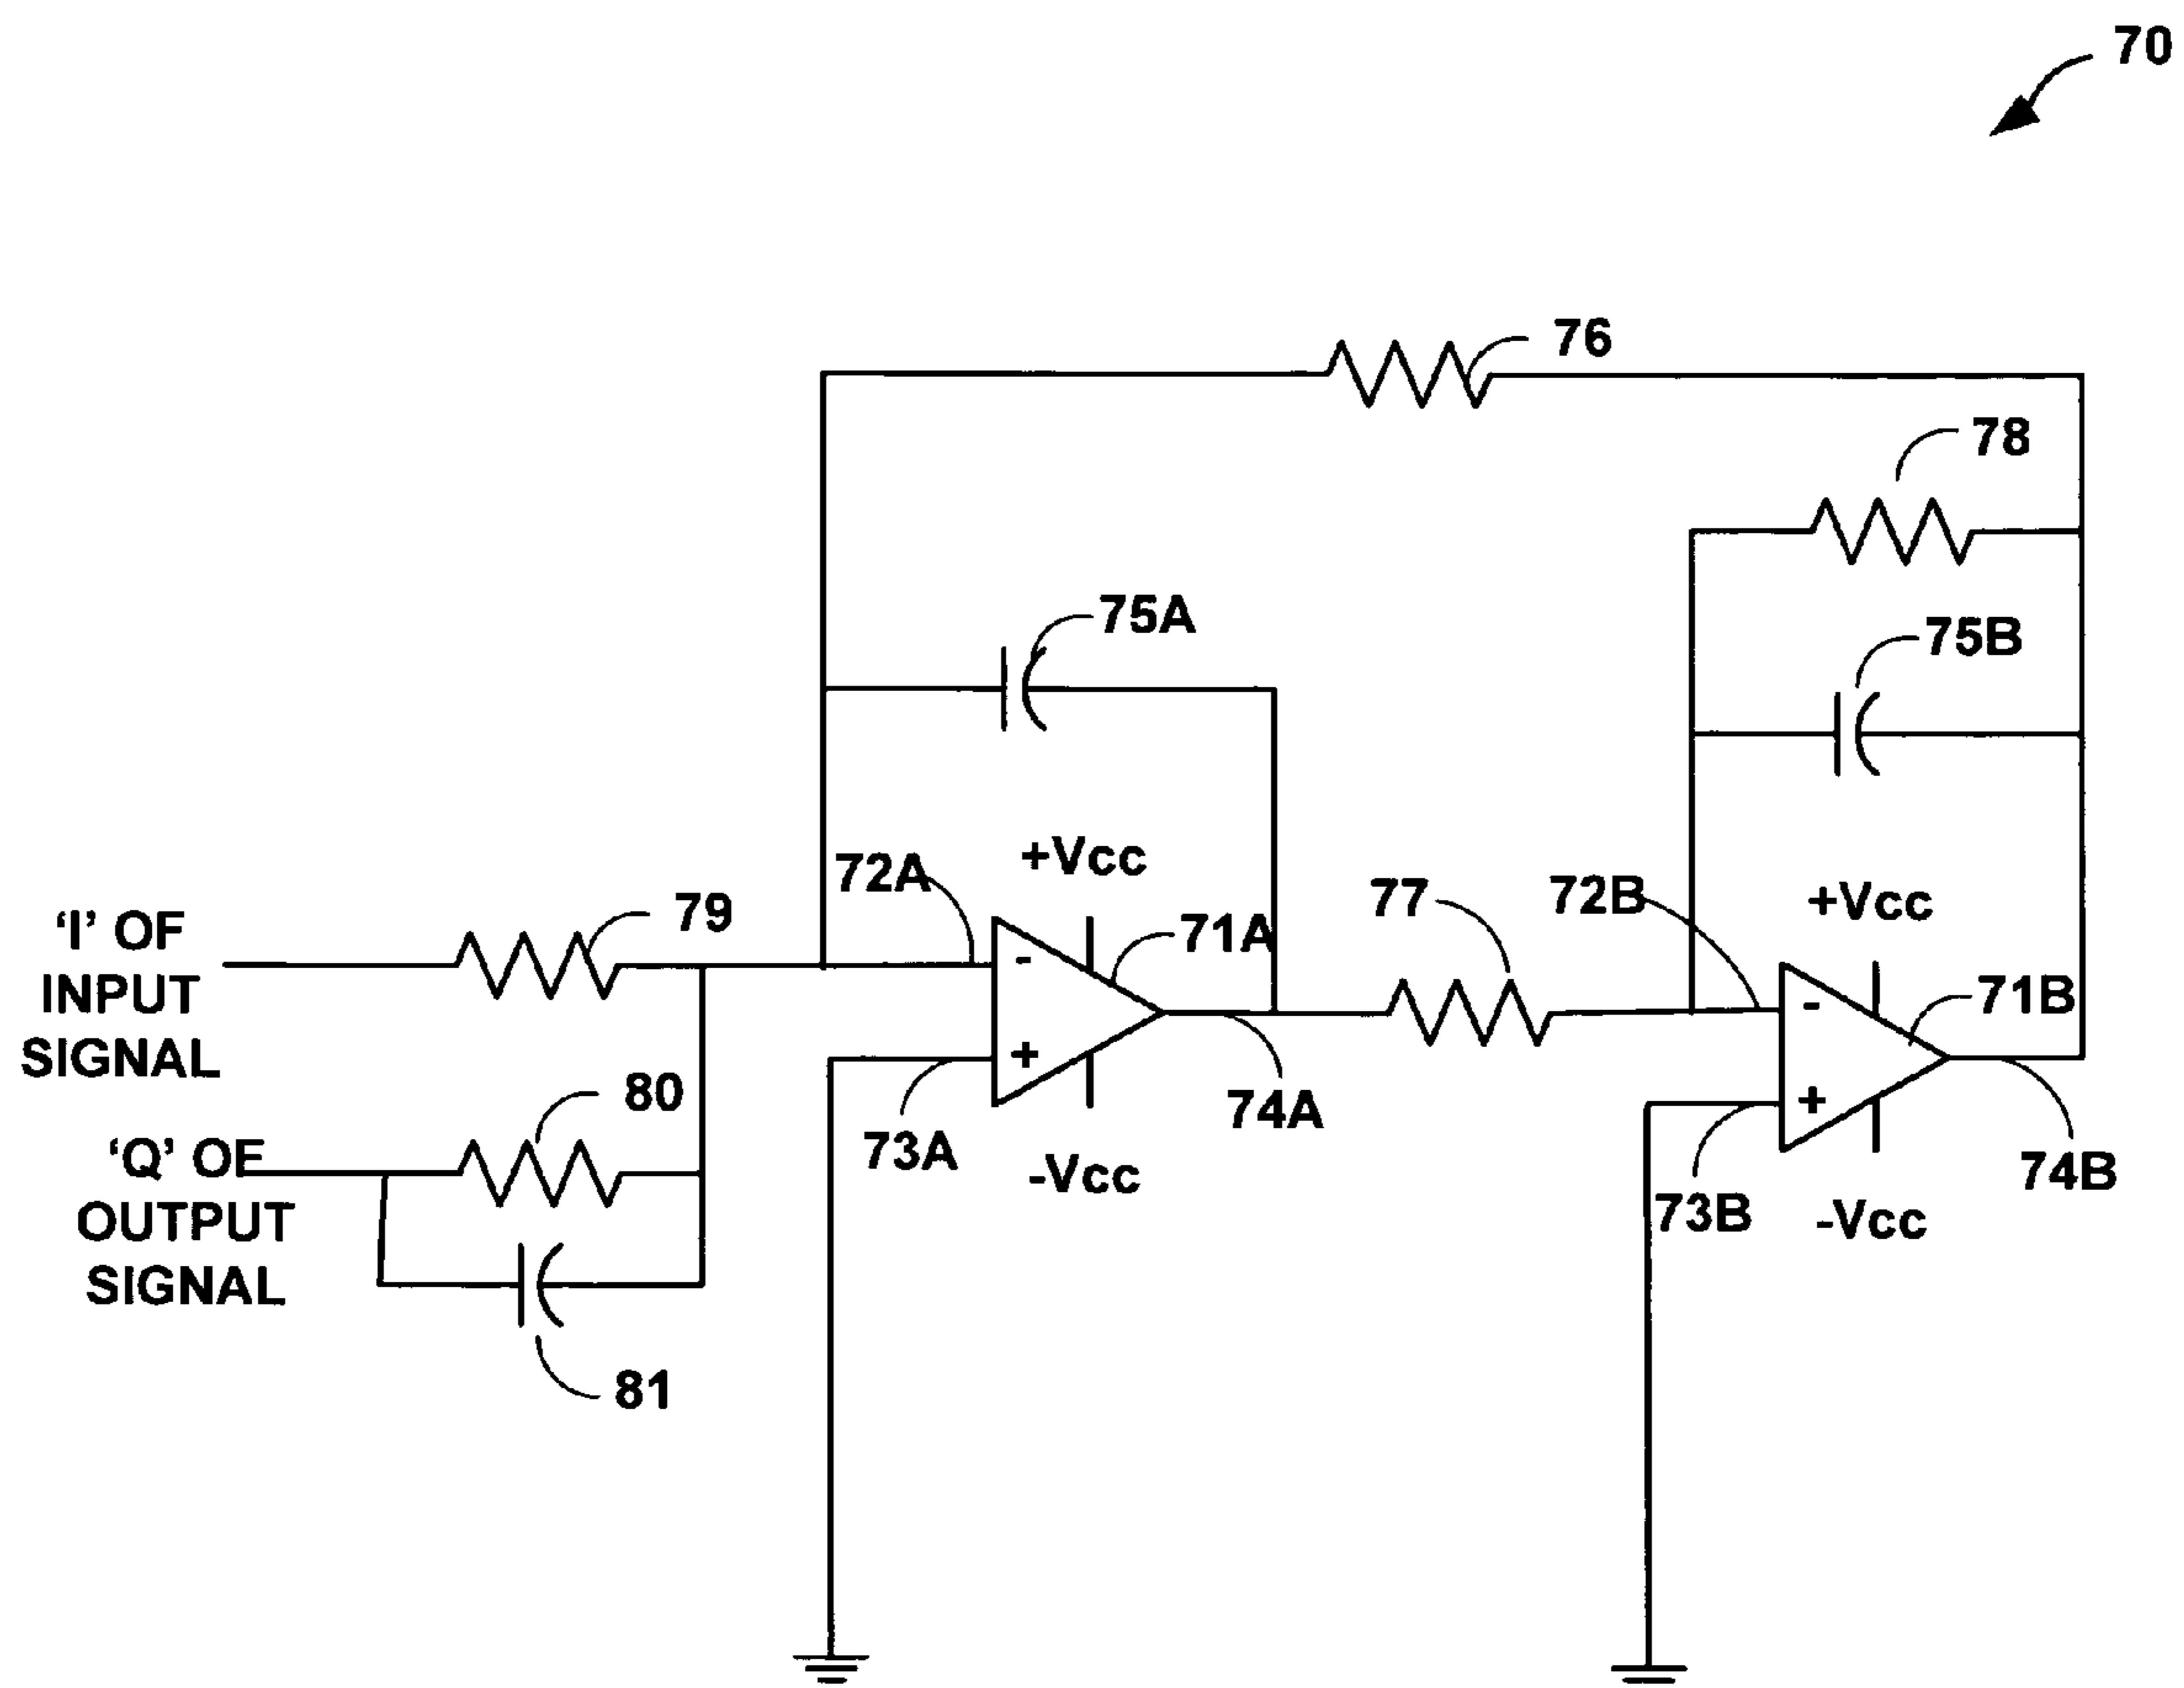 70
76
78
75A
75B
+Vcc
72A
79
77
72B
+Vcc
'I' OF
INPUT
SIGNAL
-
71A
-
71B
+
80
73A
74A
+
'Q' OF
OUTPUT
SIGNAL
-Vcc
73B
-Vcc
74B
81